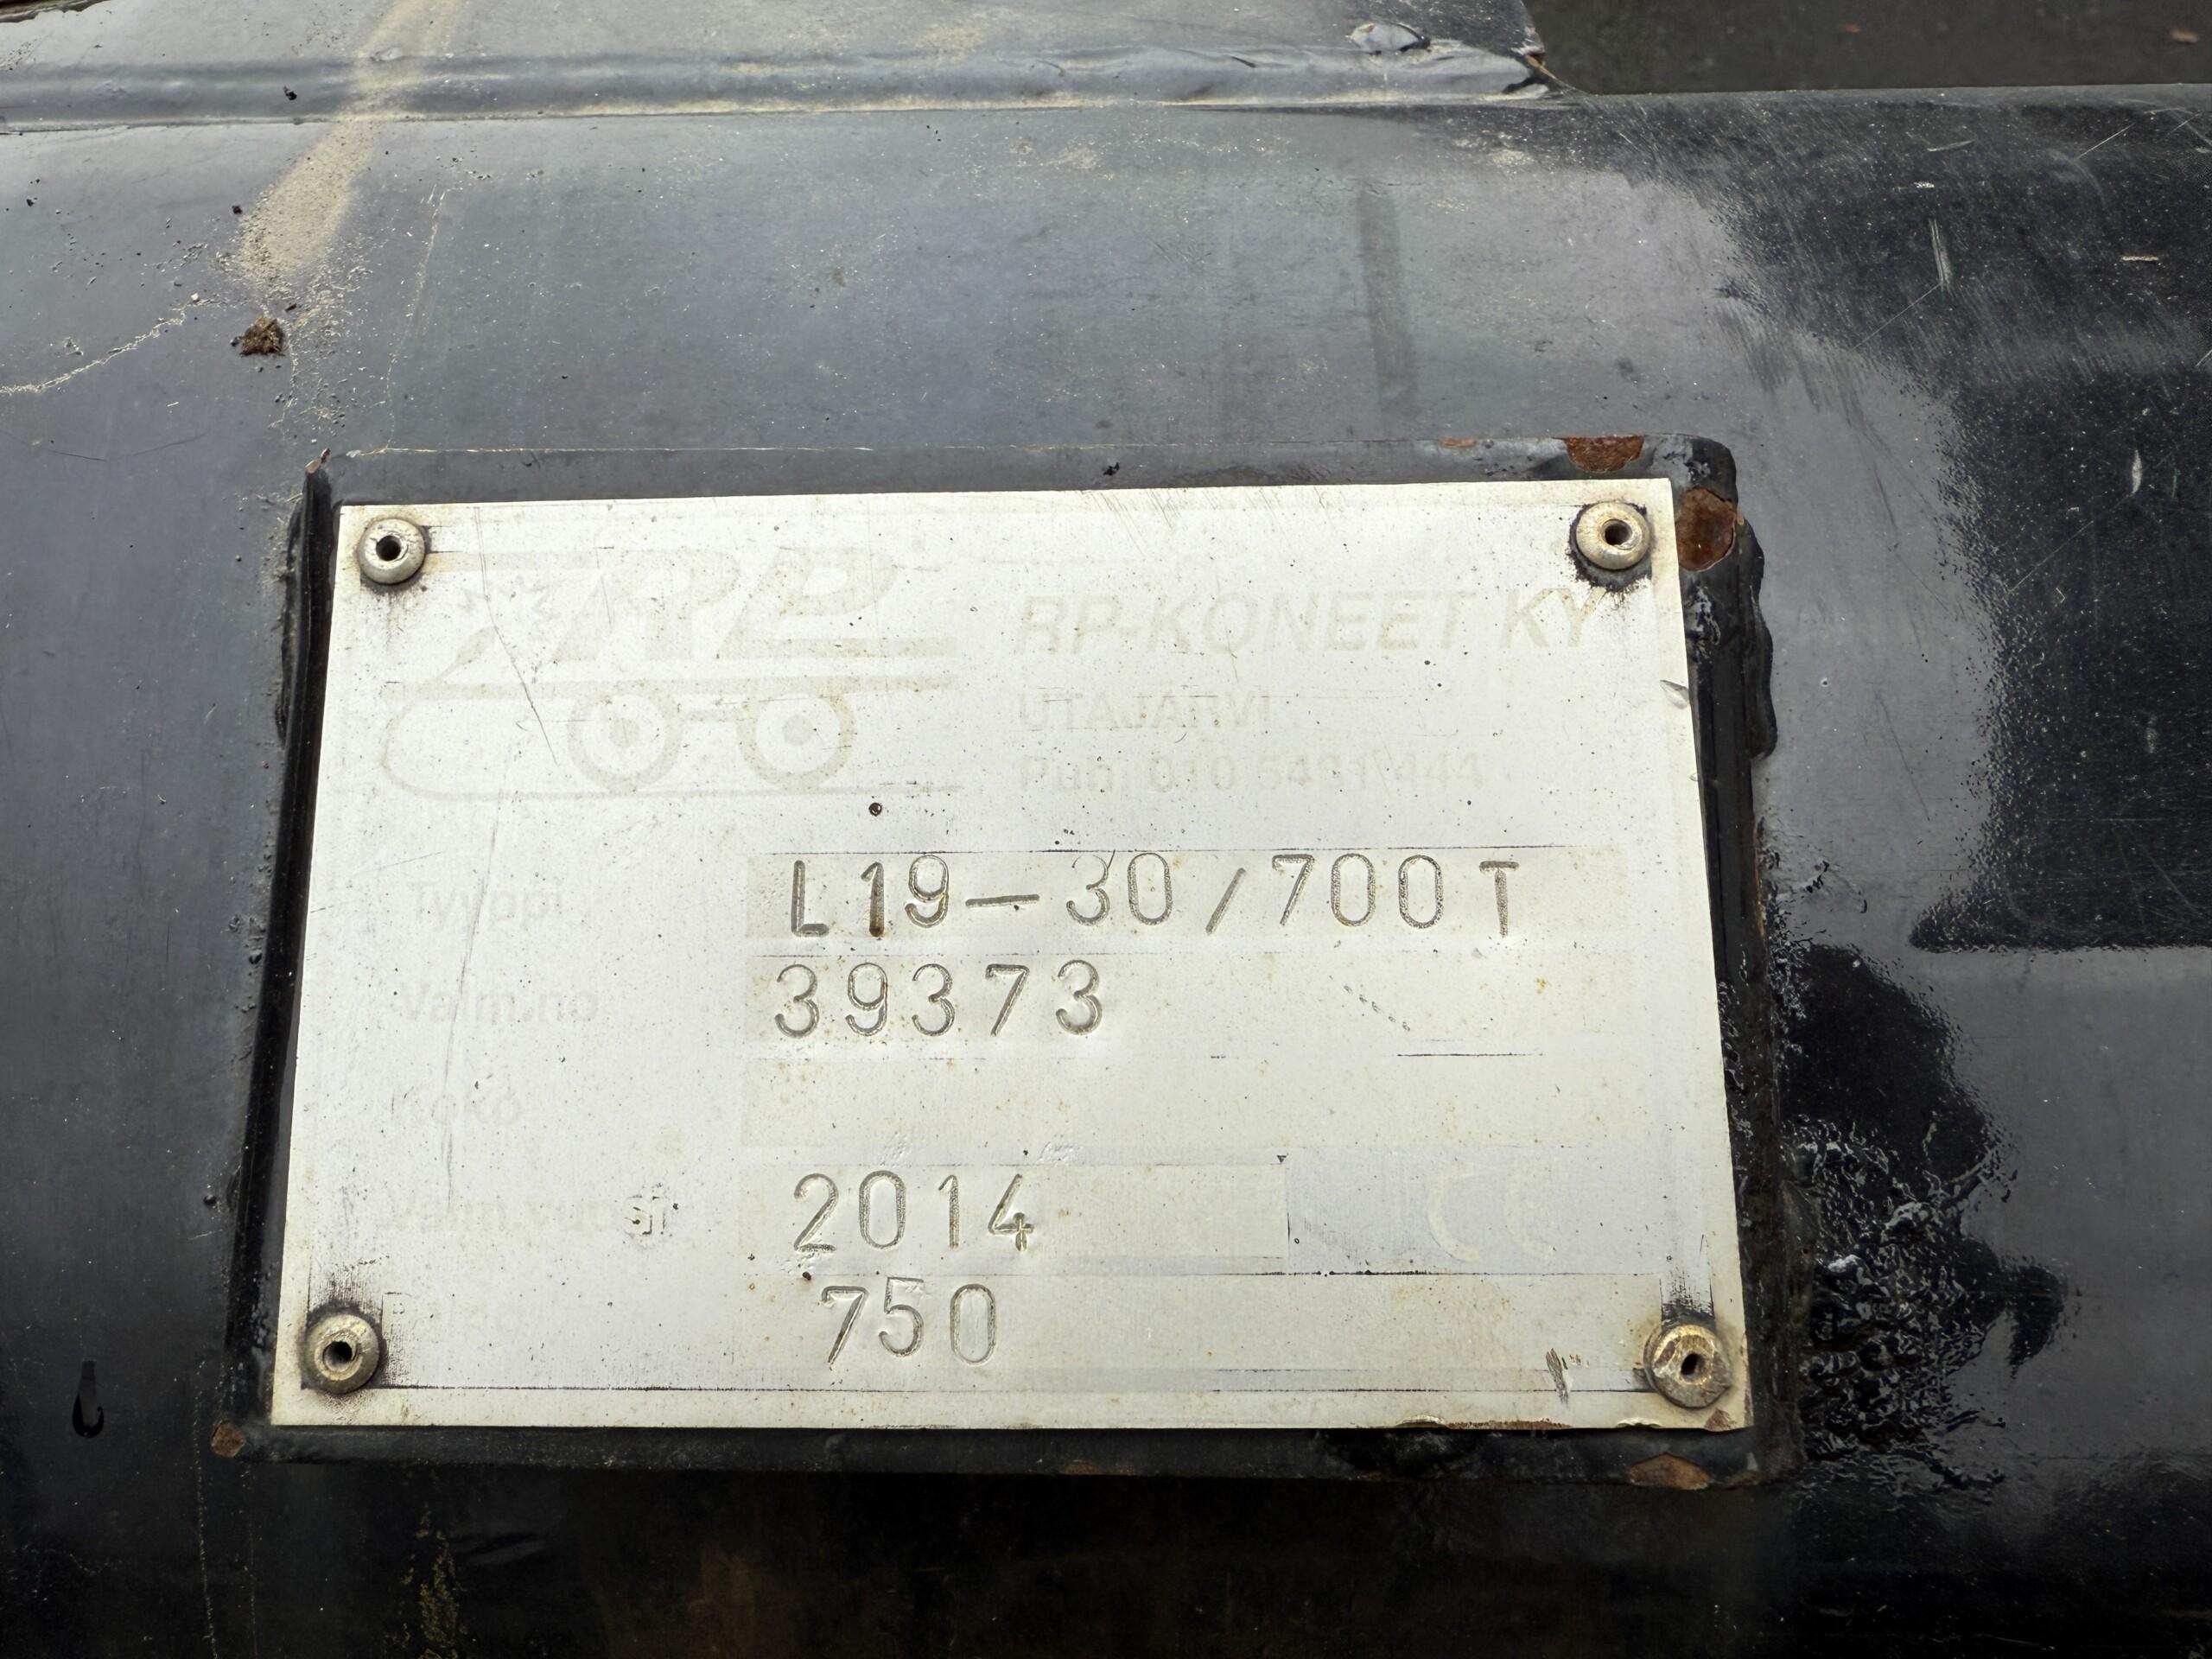 RP
RP-KONEET KY
UTAJÄRVI
Puh. 010 5481 444
Tyyppi L19-30/700T
Valm.no 39373
Koko
Valm.vuosi 2014 CE
Paino 750